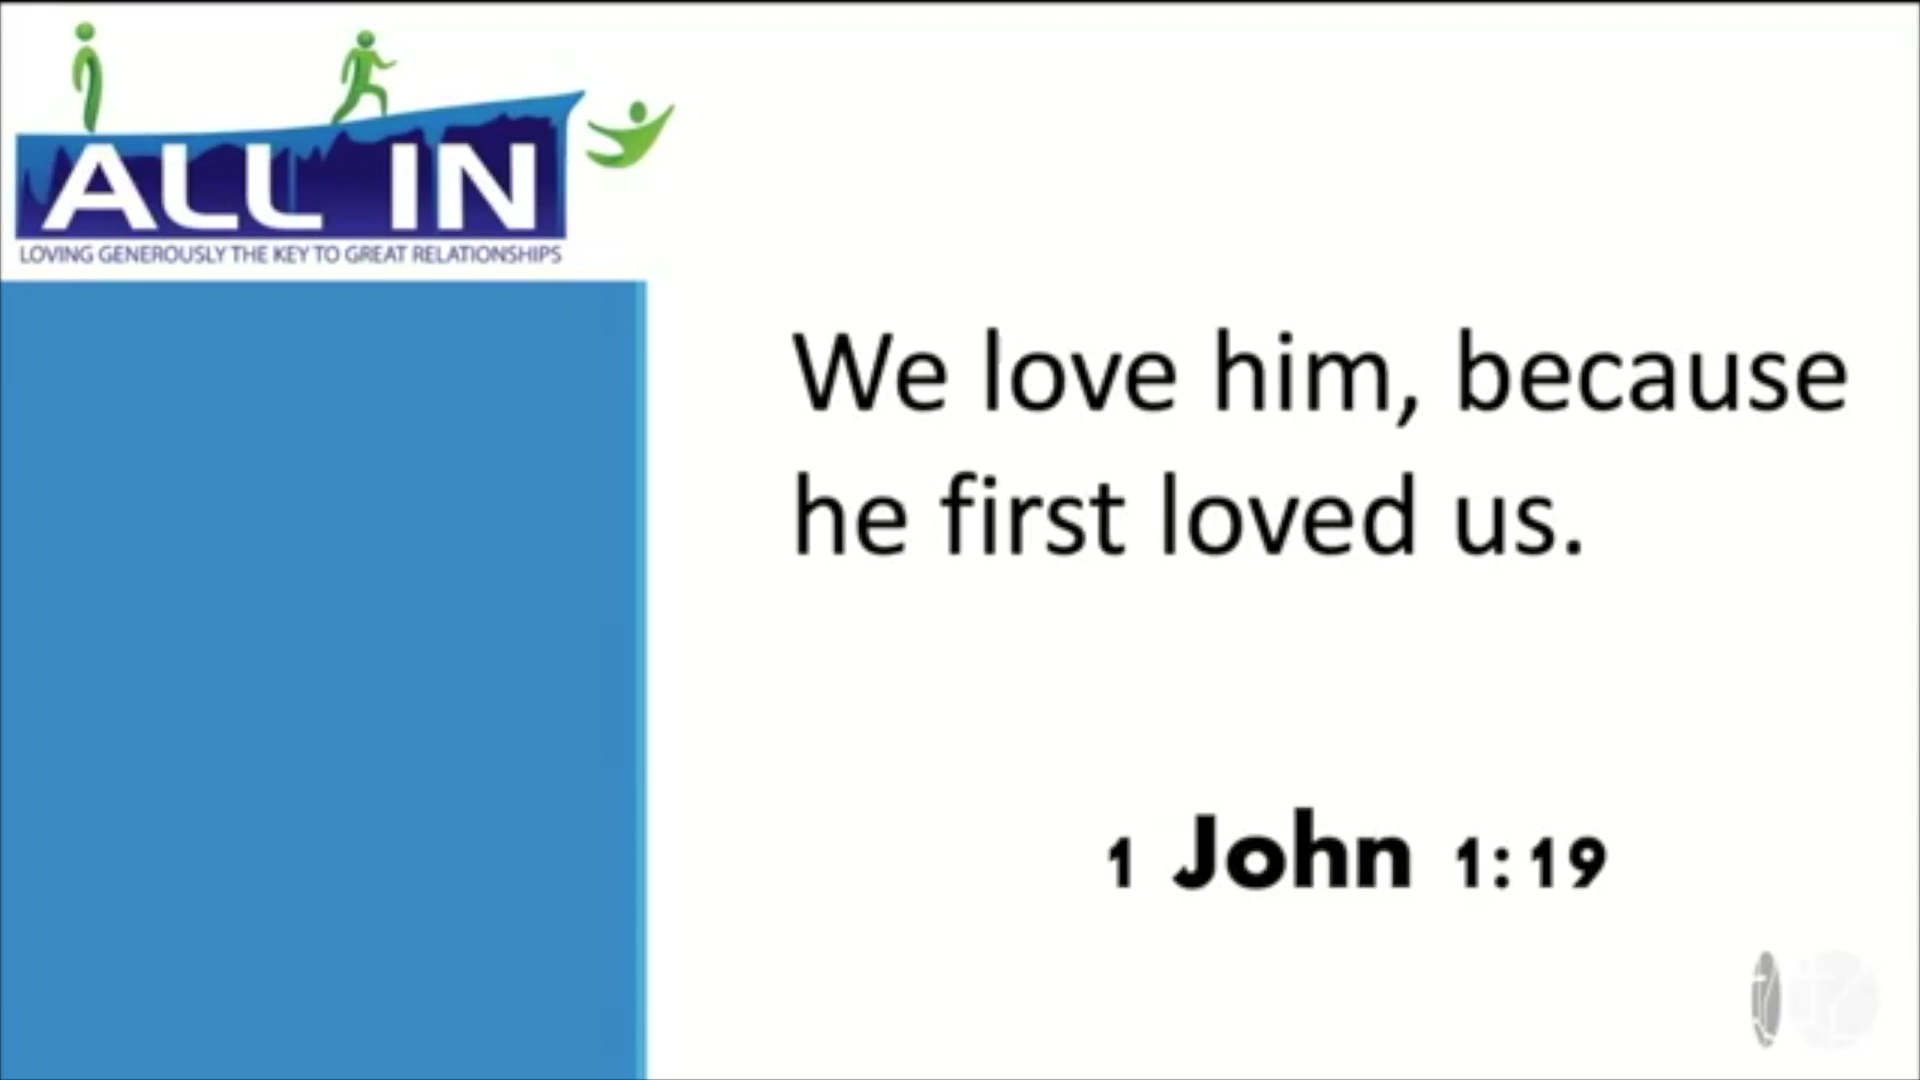 ALL IN
LOVING GENEROUSLY THE KEY TO GREAT RELATIONSHIPS
We love him, because
he first loved us.
1 John 1:19